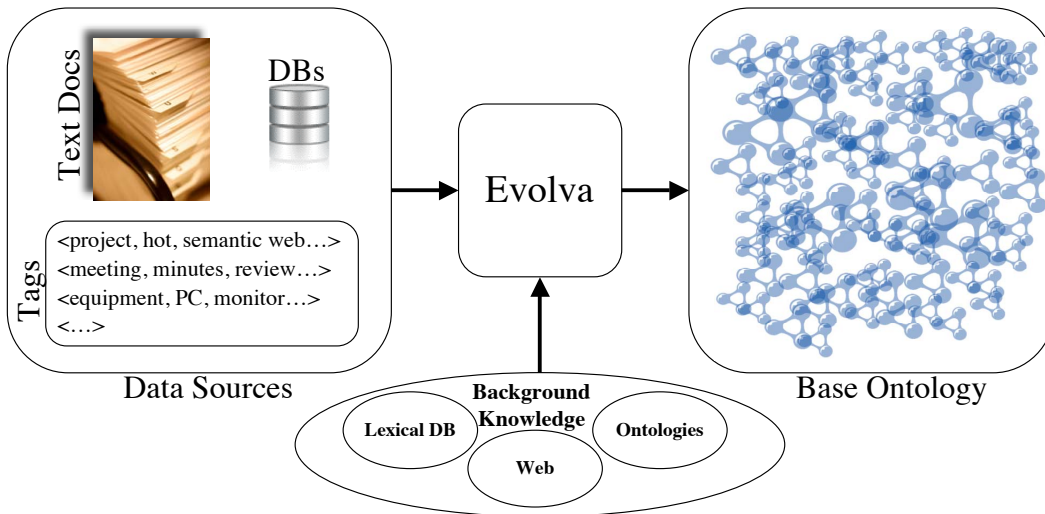 Text Docs
DBs
Tags
<project, hot, semantic web…>
<meeting, minutes, review…>
<equipment, PC, monitor…>
<…>
Data Sources
Evolva
Base Ontology
Background
Knowledge
Lexical DB
Web
Ontologies